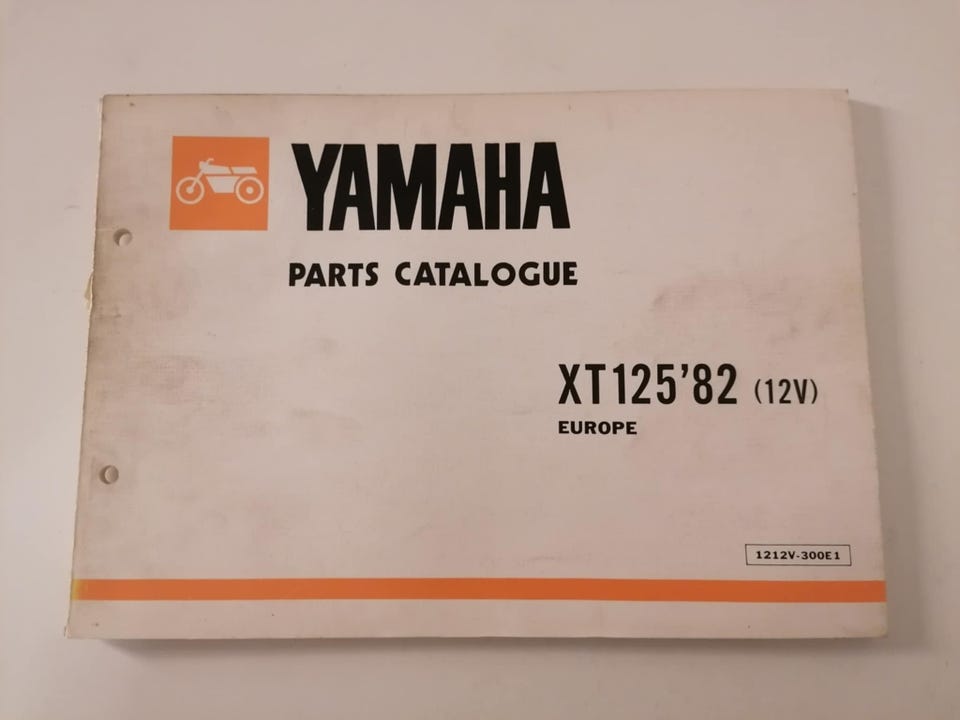 YAMAHA
PARTS CATALOGUE
XT125'82 (12V)
EUROPE
1212V-300E1